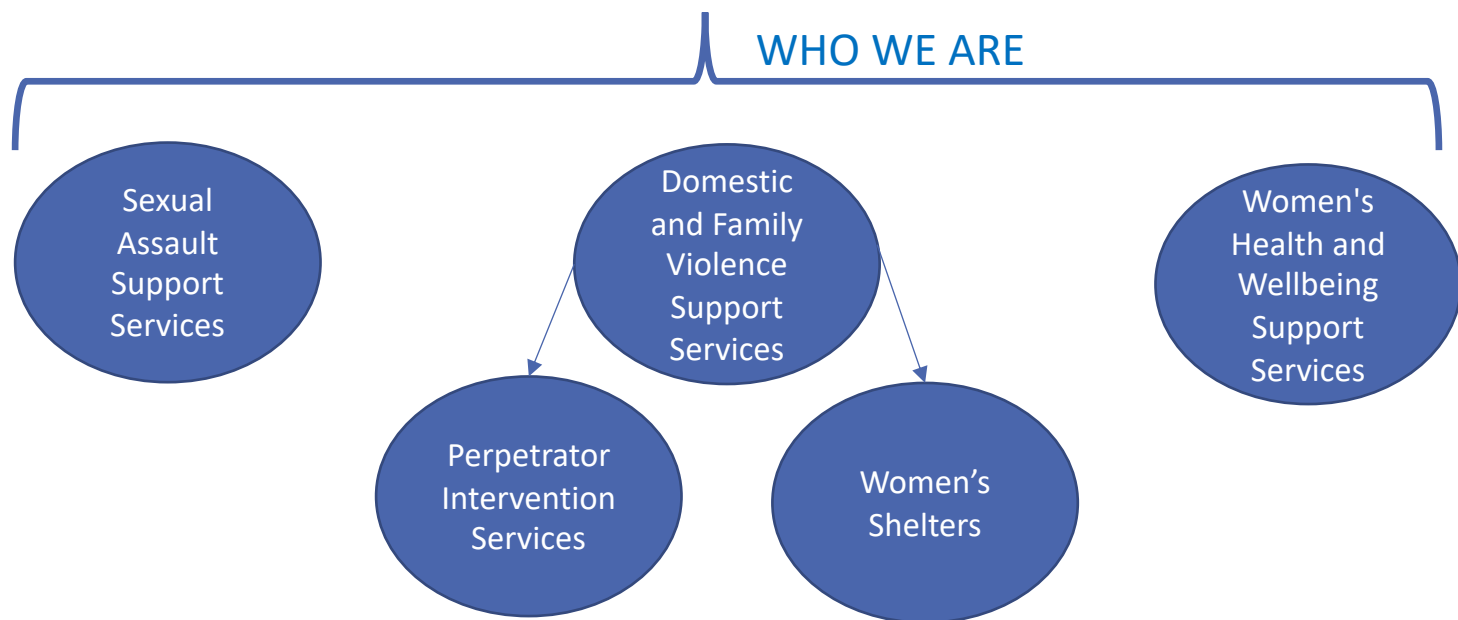 WHO WE ARE
Sexual
Assault
Support
Services
Domestic
and Family
Violence
Support
Services
Women's
Health and
Wellbeing
Support
Services
Perpetrator
Intervention
Services
Women’s
Shelters